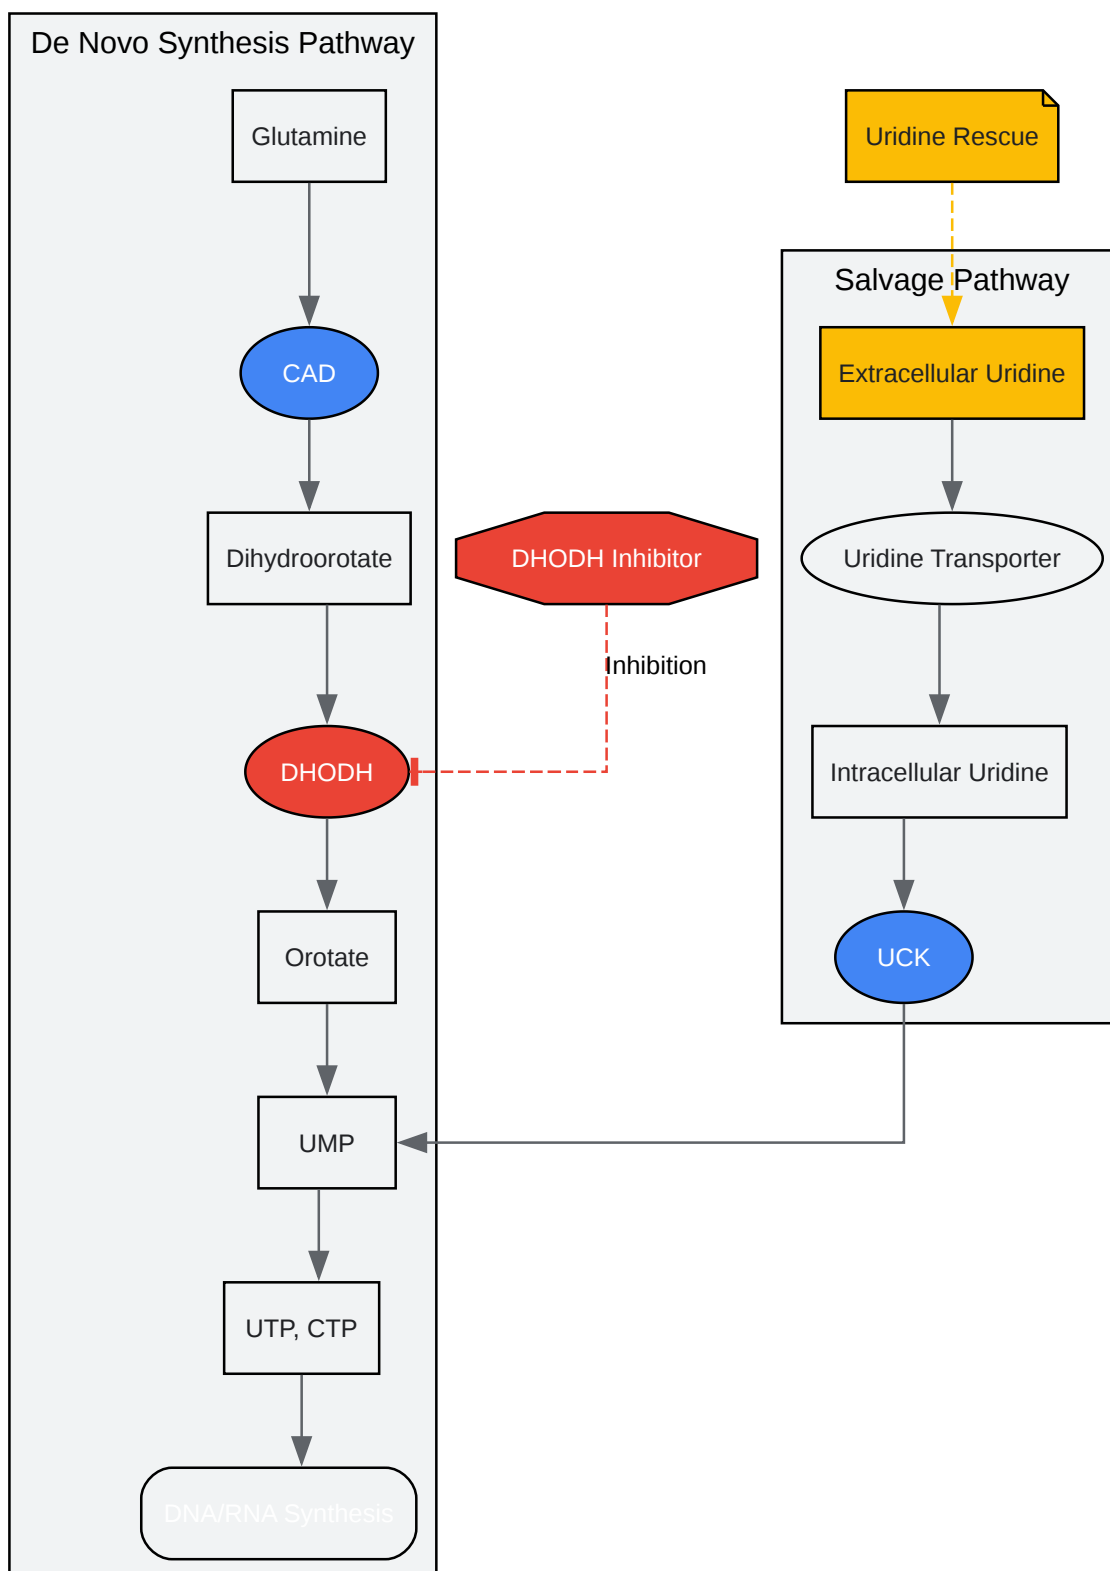 De Novo Synthesis Pathway
Glutamine
CAD
Dihydroorotate
DHODH
Orotate
UMP
UTP, CTP
DNA/RNA Synthesis
DHODH Inhibitor
Inhibition
Uridine Rescue
Salvage Pathway
Extracellular Uridine
Uridine Transporter
Intracellular Uridine
UCK